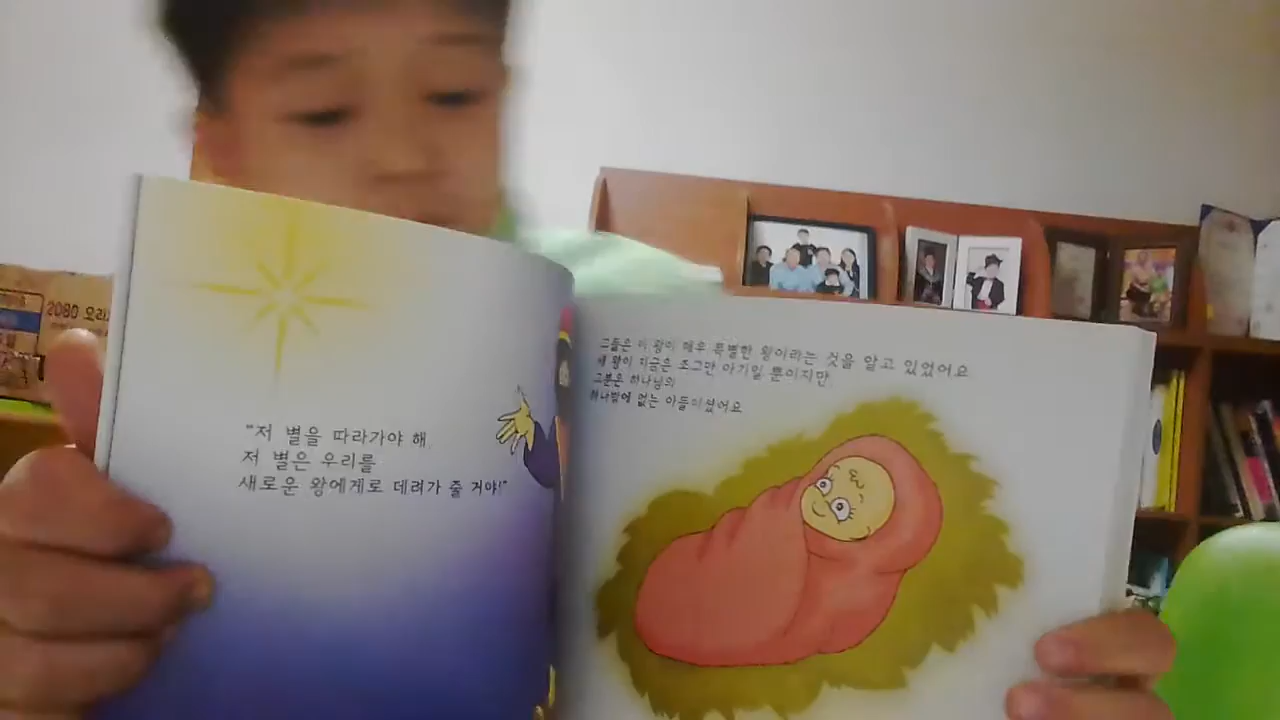 2080
"저 별을 따라가야 해,
저 별은 우리를
새로운 왕에게로 데려가 줄 거야!"
그들은 이 왕이 매우 특별한 왕이라는 것을 알고 있었어요
새 왕이 지금은 조그만 아기일 뿐이지만,
그분은 하나님의
하나밖에 없는 아들이셨어요